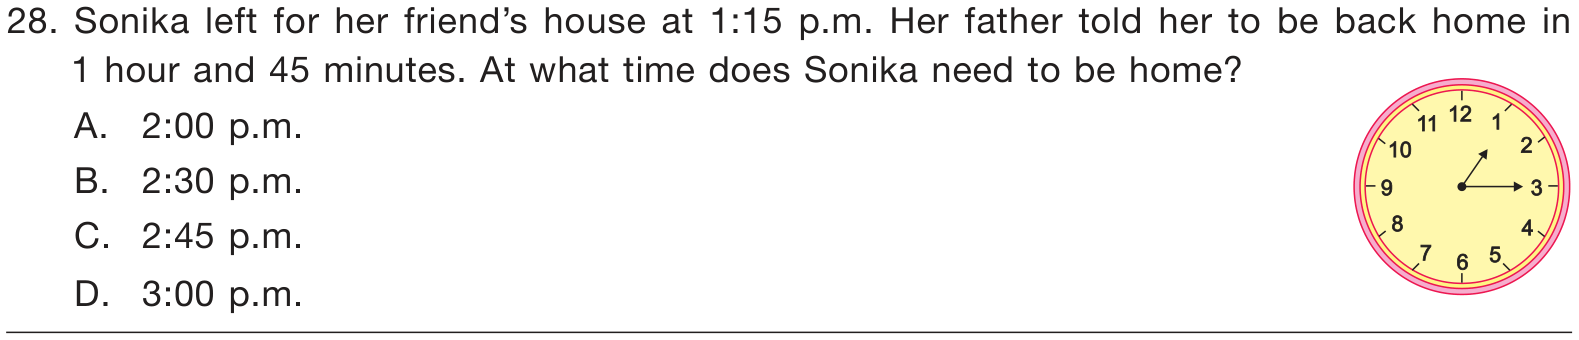 28. Sonika left for her friend’s house at 1:15 p.m. Her father told her to be back home in
1 hour and 45 minutes. At what time does Sonika need to be home?
A. 2:00 p.m.
B. 2:30 p.m.
C. 2:45 p.m.
D. 3:00 p.m.
12
11 1
10 2
9 3
8 4
7 5
6